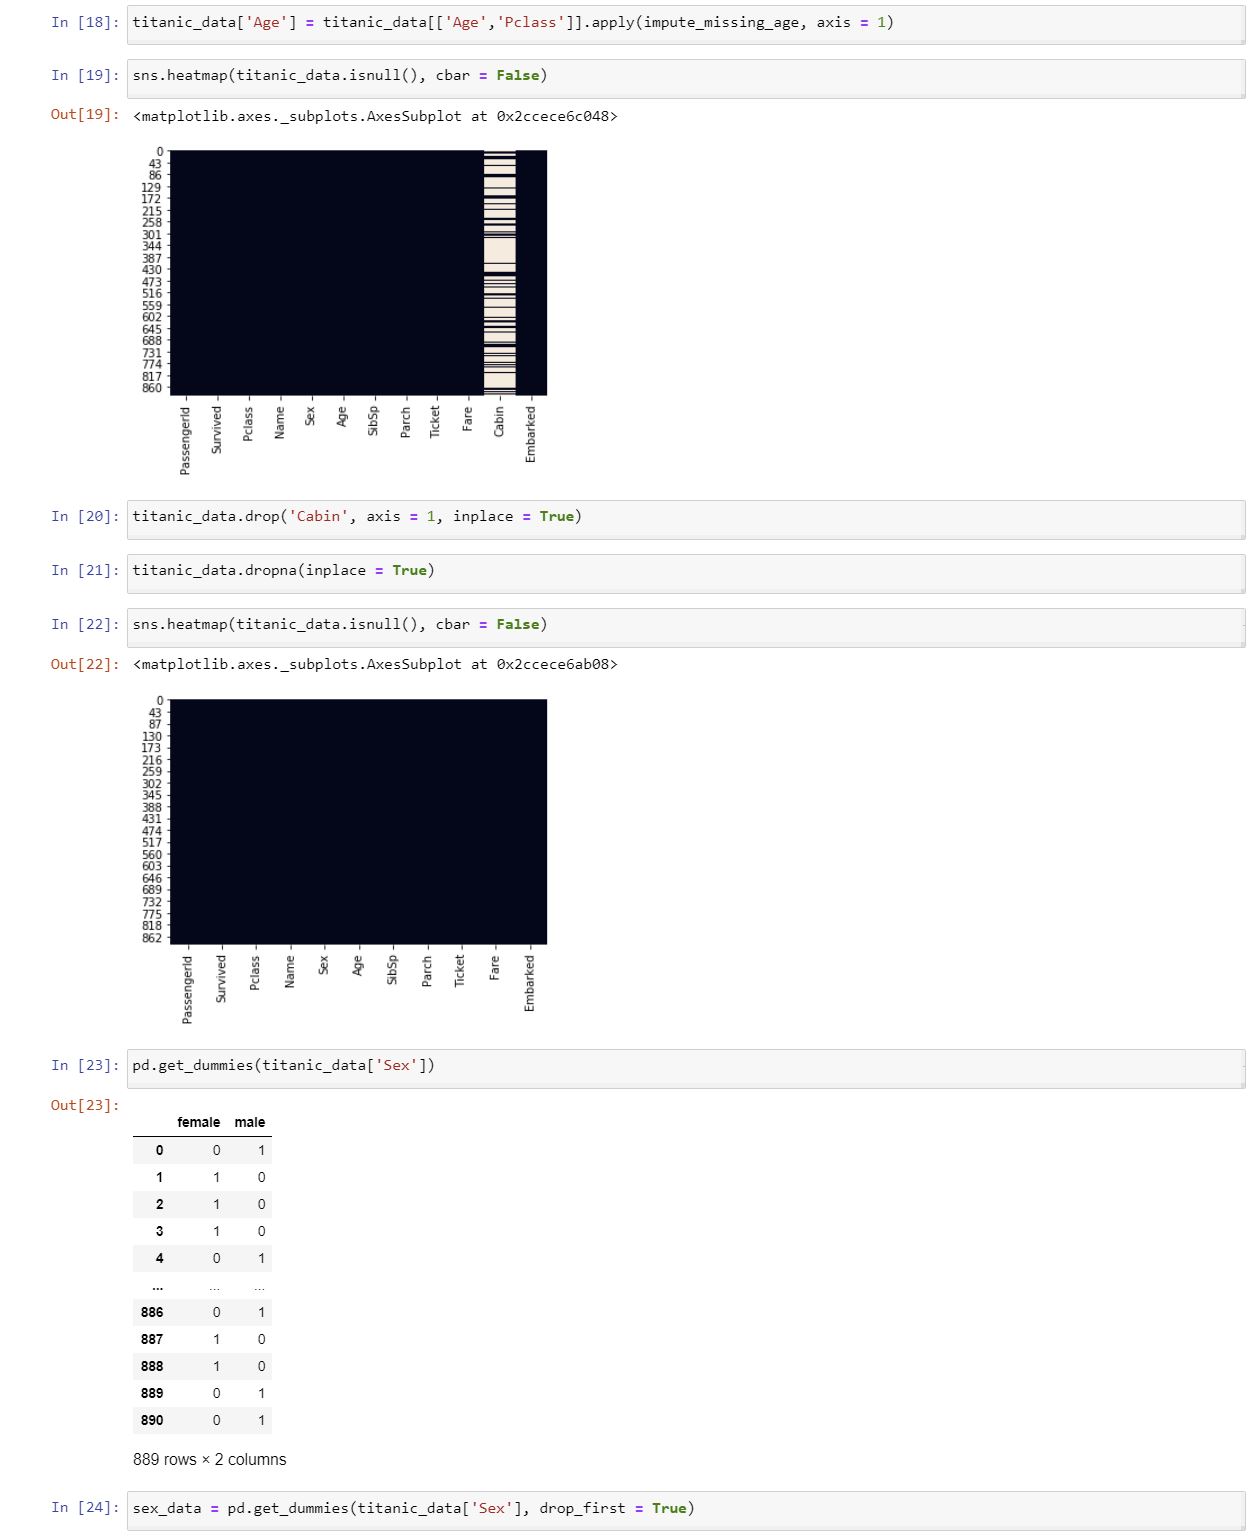 In [18]: titanic_data['Age'] = titanic_data[['Age','Pclass']].apply(impute_missing_age, axis = 1)
In [19]: sns.heatmap(titanic_data.isnull(), cbar = False)
Out[19]: <matplotlib.axes._subplots.AxesSubplot at 0x2ccece6c048>
0
43
86
129
172
215
258
301
344
387
430
473
516
559
602
645
688
731
774
817
860
PassengerId Survived Pclass Name Sex Age SibSp Parch Ticket Fare Cabin Embarked
In [20]: titanic_data.drop('Cabin', axis = 1, inplace = True)
In [21]: titanic_data.dropna(inplace = True)
In [22]: sns.heatmap(titanic_data.isnull(), cbar = False)
Out[22]: <matplotlib.axes._subplots.AxesSubplot at 0x2ccece6ab08>
0
43
87
130
173
216
259
302
345
388
431
474
517
560
603
646
689
732
775
818
862
PassengerId Survived Pclass Name Sex Age SibSp Parch Ticket Fare Embarked
In [23]: pd.get_dummies(titanic_data['Sex'])
Out[23]:
female male
0 0 1
1 1 0
2 1 0
3 1 0
4 0 1
... ... ...
886 0 1
887 1 0
888 1 0
889 0 1
890 0 1
889 rows × 2 columns
In [24]: sex_data = pd.get_dummies(titanic_data['Sex'], drop_first = True)